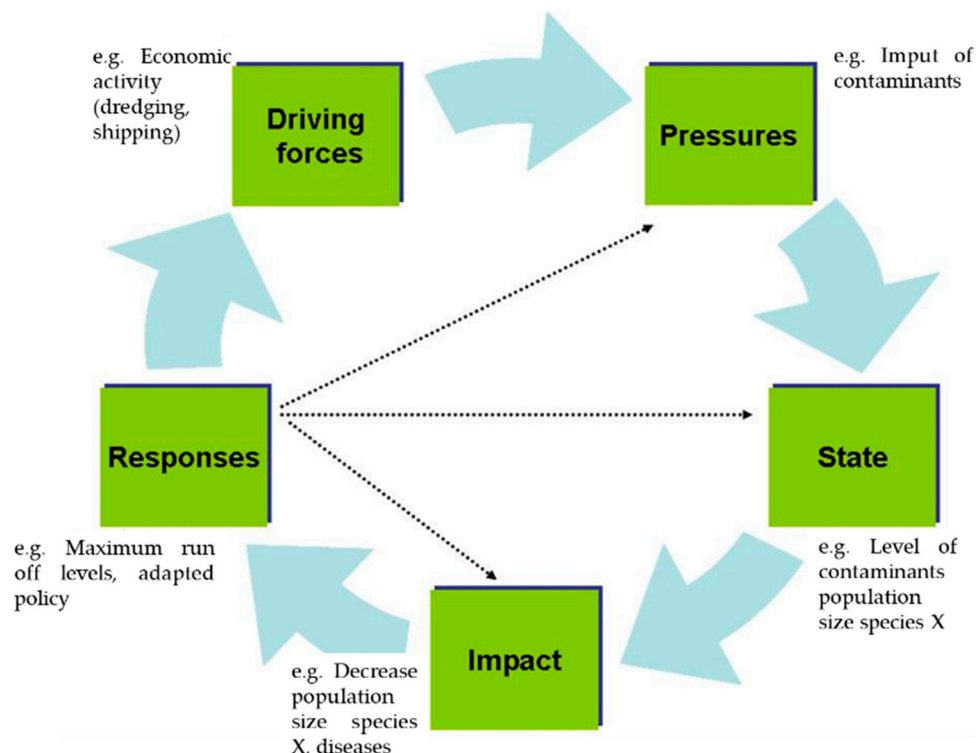 e.g. Economic
activity
(dredging,
shipping)
Driving
forces
Pressures
e.g. Imput of
contaminants
Responses
e.g. Maximum run
off levels, adapted
policy
State
e.g. Level of
contaminants
population
size species X
Impact
e.g. Decrease
population
size species
X, diseases